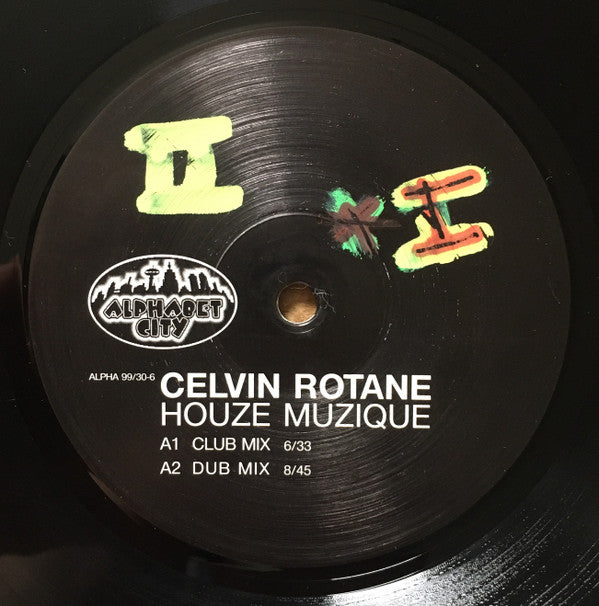 II
I
ALPHABET
CITY
ALPHA 99/30-6
CELVIN ROTANE
HOUZE MUZIQUE
A1 CLUB MIX 6/33
A2 DUB MIX 8/45